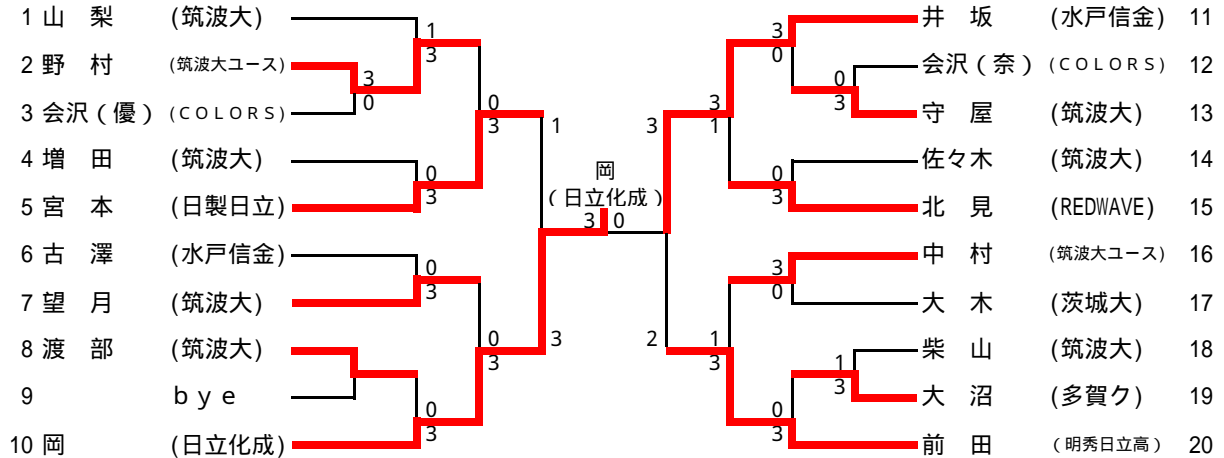 1 山 梨 (筑波大)
2 野 村 (筑波大ユース)
3 会沢(優) (COLORS)
4 増 田 (筑波大)
5 宮 本 (日製日立)
6 古 澤 (水戸信金)
7 望 月 (筑波大)
8 渡 部 (筑波大)
9 bye
10 岡 (日立化成)
1
3
3
0
0
3
0
3
1
0
3
0
3
0
3
3
岡
(日立化成)
3 0
3
0
0
3
3
1
3
0
3
3
0
1
3
2
1
3
0
3
井 坂 (水戸信金) 11
会沢(奈) (COLORS) 12
守 屋 (筑波大) 13
佐々木 (筑波大) 14
北 見 (REDWAVE) 15
中 村 (筑波大ユース) 16
大 木 (茨城大) 17
柴 山 (筑波大) 18
大 沼 (多賀ク) 19
前 田 (明秀日立高) 20